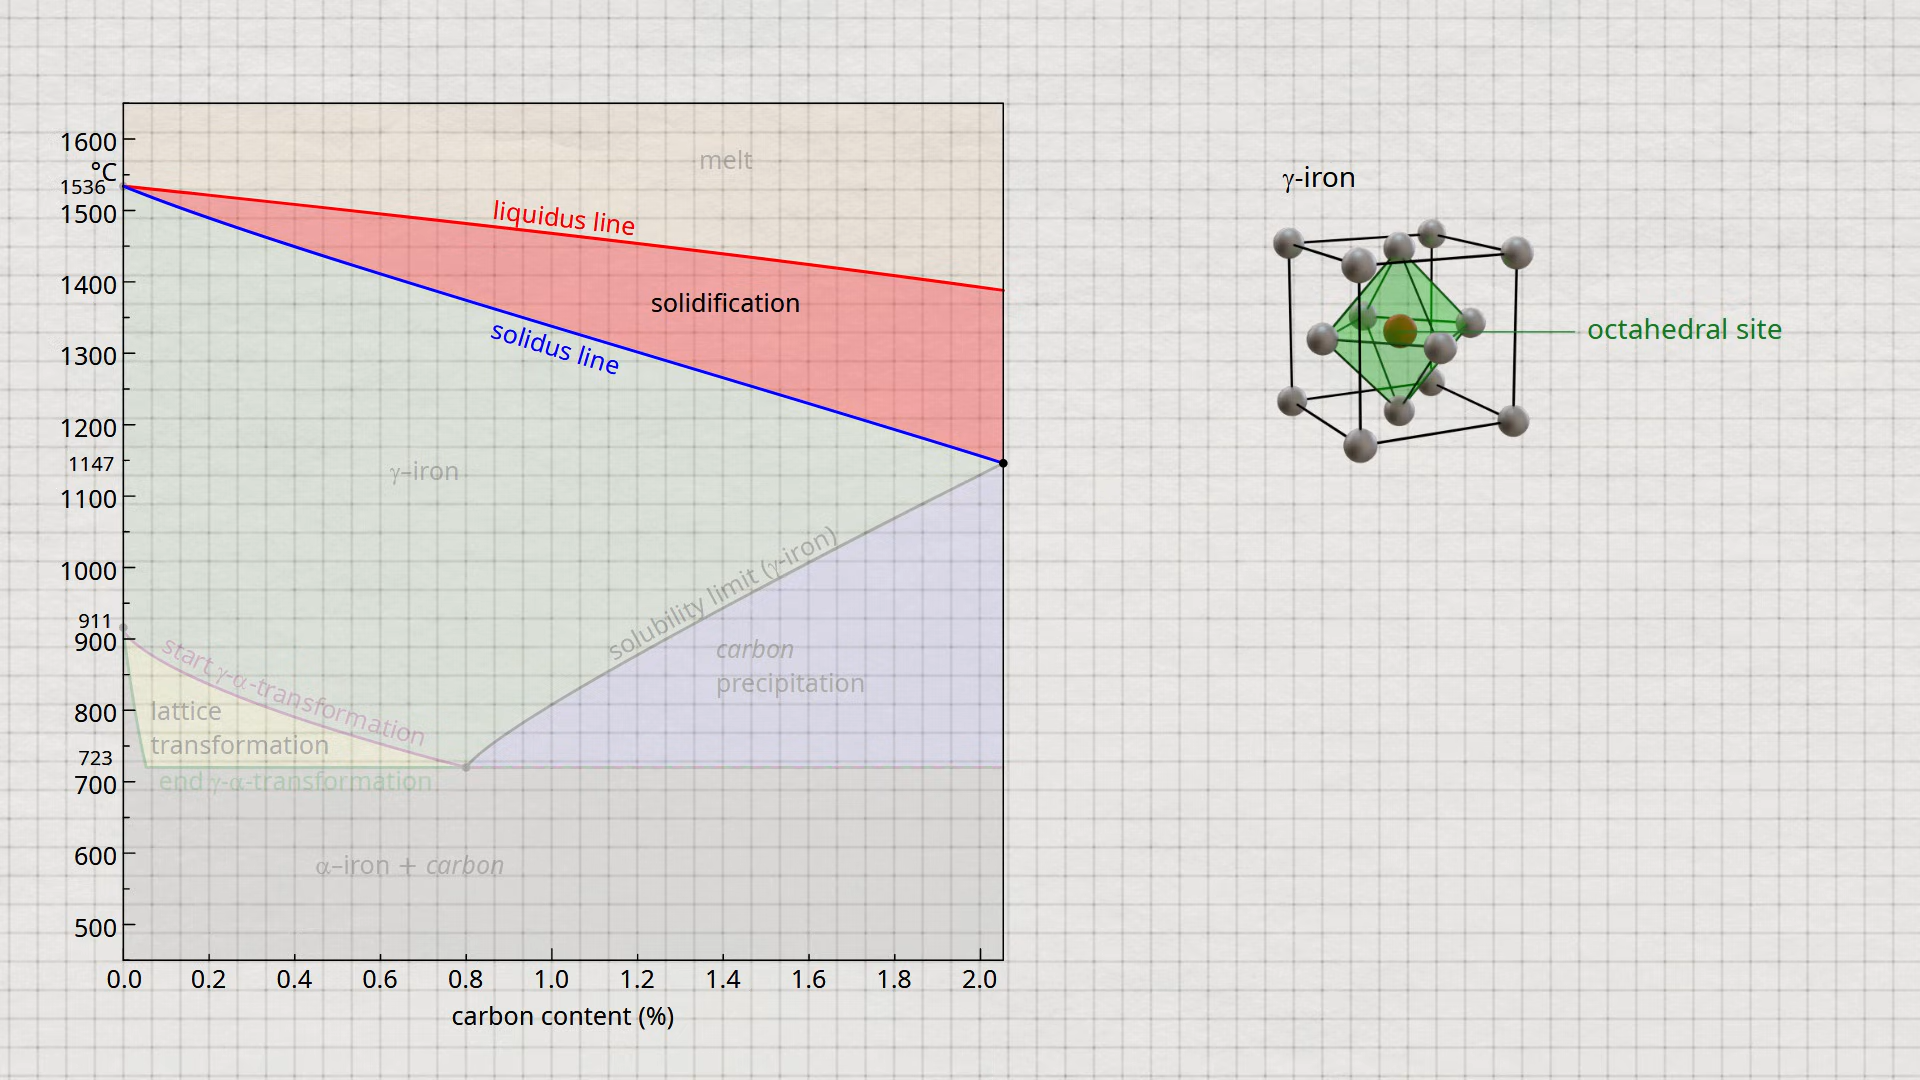 1600
°C
1536
1500
1400
1300
1200
1147
1100
1000
911
900
800
723
700
600
500
melt
liquidus line
solidification
solidus line
γ–iron
solubility limit (γ-iron)
carbon
precipitation
start γ-α-transformation
lattice
transformation
end γ-α-transformation
α–iron + carbon
0.0 0.2 0.4 0.6 0.8 1.0 1.2 1.4 1.6 1.8 2.0
carbon content (%)
γ-iron
octahedral site